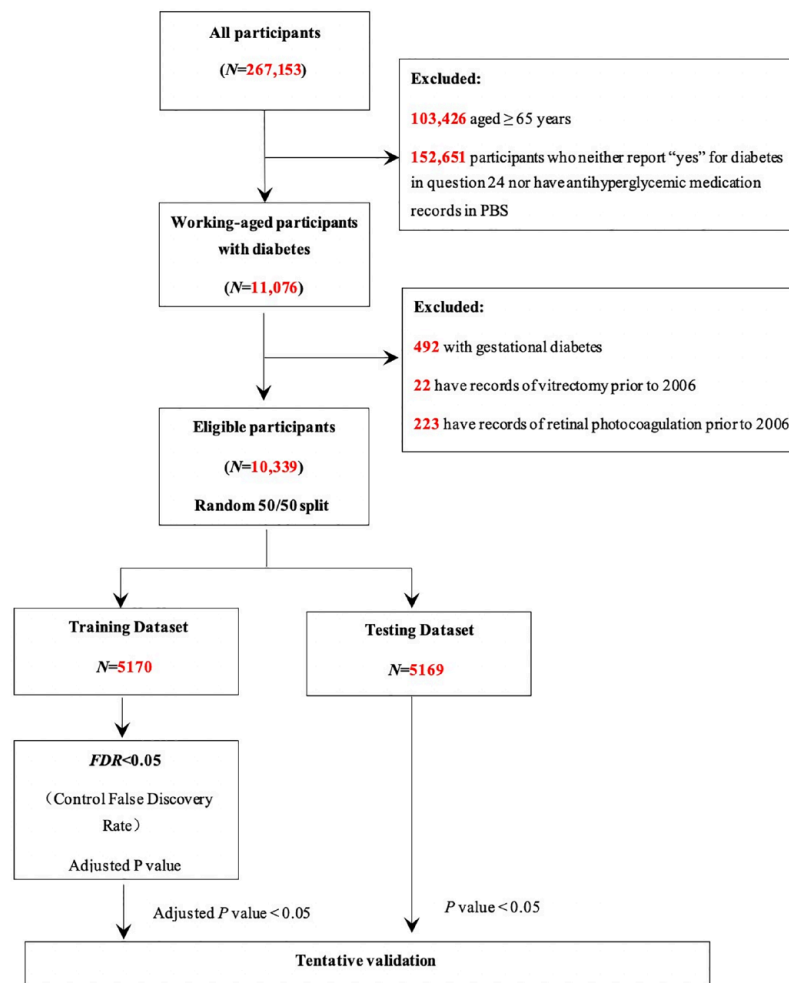 All participants
(N=267,153)
Excluded:
103,426 aged ≥ 65 years
152,651 participants who neither report “yes” for diabetes
in question 24 nor have antihyperglycemic medication
records in PBS
Working-aged participants
with diabetes
(N=11,076)
Excluded:
492 with gestational diabetes
22 have records of vitrectomy prior to 2006
223 have records of retinal photocoagulation prior to 2006
Eligible participants
(N=10,339)
Random 50/50 split
Training Dataset
N=5170
Testing Dataset
N=5169
FDR<0.05
（Control False Discovery
Rate）
Adjusted P value
Adjusted P value < 0.05
P value < 0.05
Tentative validation